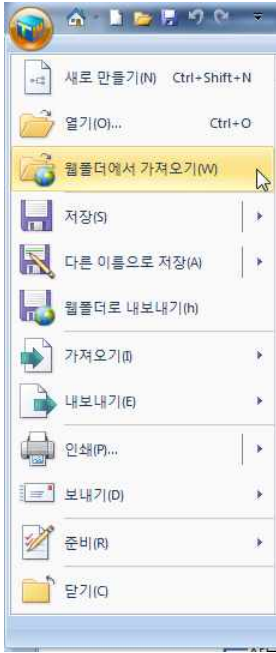 새로 만들기(N) Ctrl+Shift+N
열기(O)... Ctrl+O
웹폴더에서 가져오기(W)
저장(S)
다른 이름으로 저장(A)
웹폴더로 내보내기(h)
가져오기(I)
내보내기(E)
인쇄(P)...
보내기(D)
준비(R)
닫기(C)